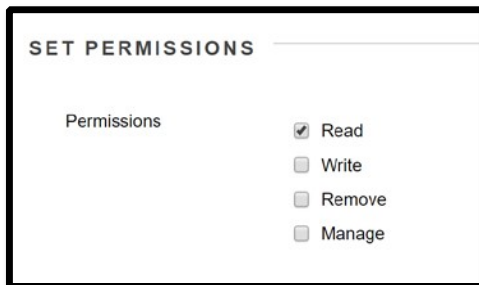 SET PERMISSIONS
Permissions
Read
Write
Remove
Manage